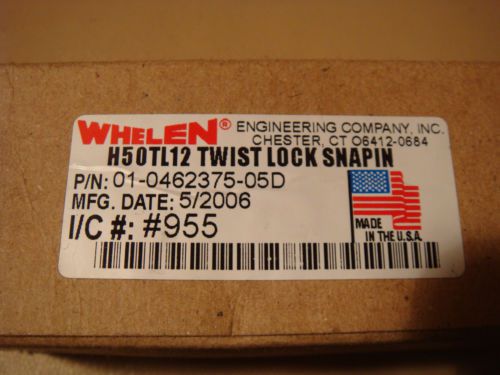 WHELEN® ENGINEERING COMPANY, INC.
CHESTER, CT 06412-0684
H50TL12 TWIST LOCK SNAPIN
P/N: 01-0462375-05D
MFG. DATE: 5/2006
I/C #: #955
MADE
IN THE U.S.A.